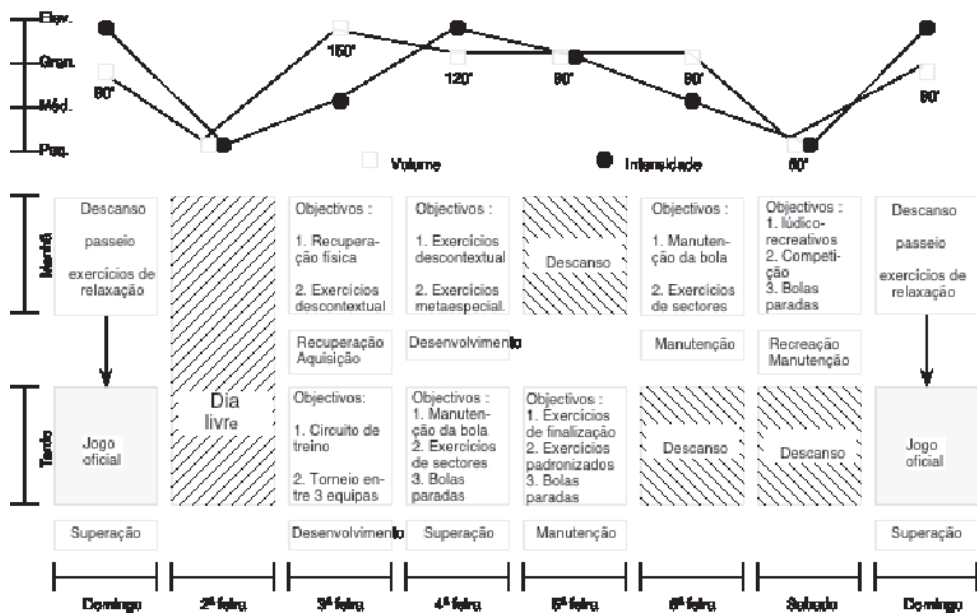 Elev.
Gran.
Méd.
Peq.
90'
150'
120'
90'
90'
60'
90'
Volume
Intensidade
Manhã
Descanso
passeio
exercícios de
relaxação
Objectivos :
1. Recupera-
ção física
2. Exercícios
descontextual
Objectivos :
1. Exercícios
descontextual
2. Exercícios
metaespecial.
Descanso
Objectivos :
1. Manuten-
ção da bola
2. Exercícios
de sectores
Objectivos :
1. lúdico-
recreativos
2. Competi-
ção
3. Bolas
paradas
Descanso
passeio
exercícios de
relaxação
Recuperação
Aquisição
Desenvolvimento
Manutenção
Recreação
Manutenção
Tarde
Jogo
oficial
Dia
livre
Objectivos:
1. Circuito de
treino
2. Torneio en-
tre 3 equipas
Objectivos :
1. Manuten-
ção da bola
2. Exercícios
de sectores
3. Bolas
paradas
Objectivos :
1. Exercícios
de finalização
2. Exercícios
padronizados
3. Bolas
paradas
Descanso
Descanso
Jogo
oficial
Superação
Desenvolvimento
Superação
Manutenção
Superação
Domingo
2ª feira
3ª feira
4ª feira
5ª feira
6ª feira
Sabado
Domingo